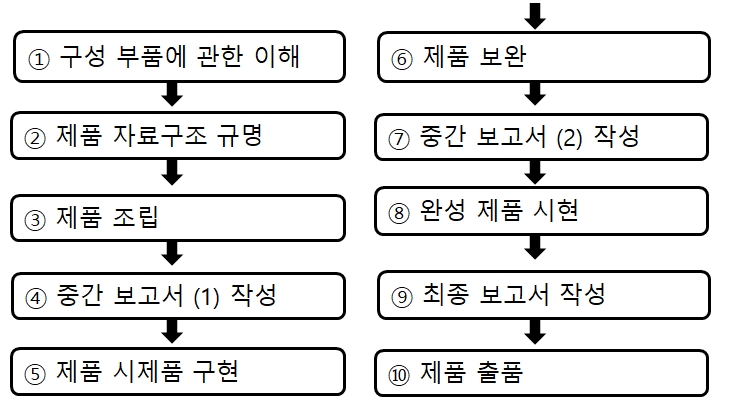 ① 구성 부품에 관한 이해
② 제품 자료구조 규명
③ 제품 조립
④ 중간 보고서 (1) 작성
⑤ 제품 시제품 구현
⑥ 제품 보완
⑦ 중간 보고서 (2) 작성
⑧ 완성 제품 시현
⑨ 최종 보고서 작성
⑩ 제품 출품